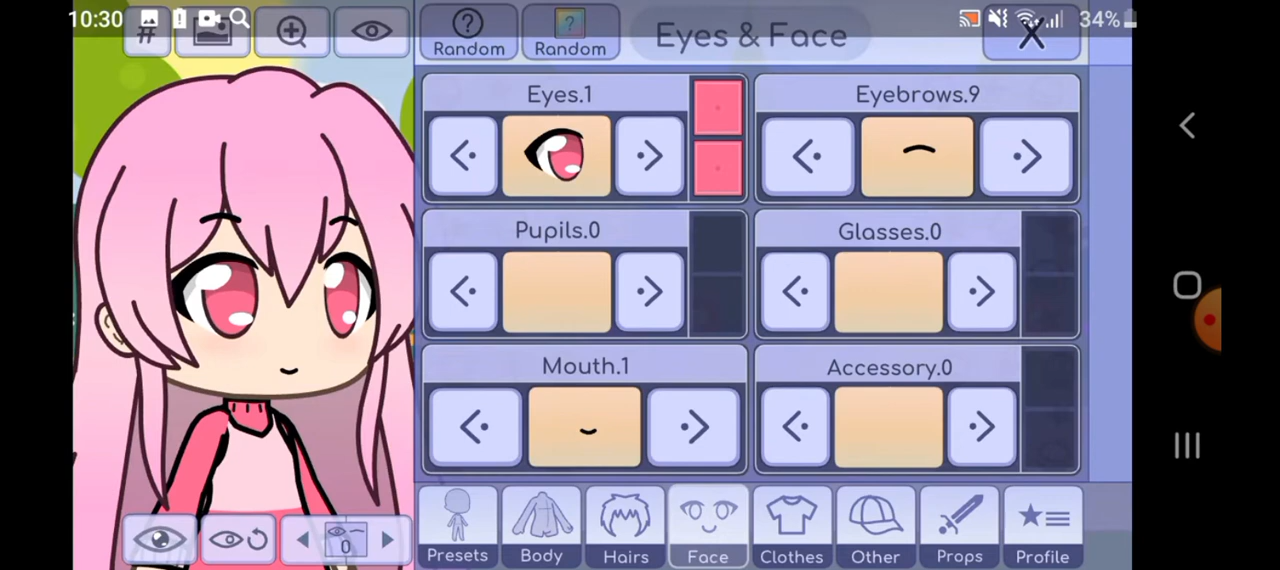 10:30
34%
#
?
Random
?
Random
Eyes & Face
X
Eyes.1
Eyebrows.9
Pupils.0
Glasses.0
Mouth.1
Accessory.0
0
Presets
Body
Hairs
Face
Clothes
Other
Props
Profile